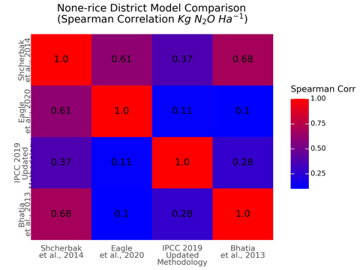 None-rice District Model Comparison
(Spearman Correlation Kg N2O Ha−1)
Shcherbak
et al., 2014
1.0
0.61
0.37
0.68
Eagle
et al., 2020
0.61
1.0
0.11
0.1
IPCC 2019
Updated
Methodology
0.37
0.11
1.0
0.28
Bhatia
et al., 2013
0.68
0.1
0.28
1.0
Shcherbak
et al., 2014
Eagle
et al., 2020
IPCC 2019
Updated
Methodology
Bhatia
et al., 2013
Spearman Corr
1.00
0.75
0.50
0.25